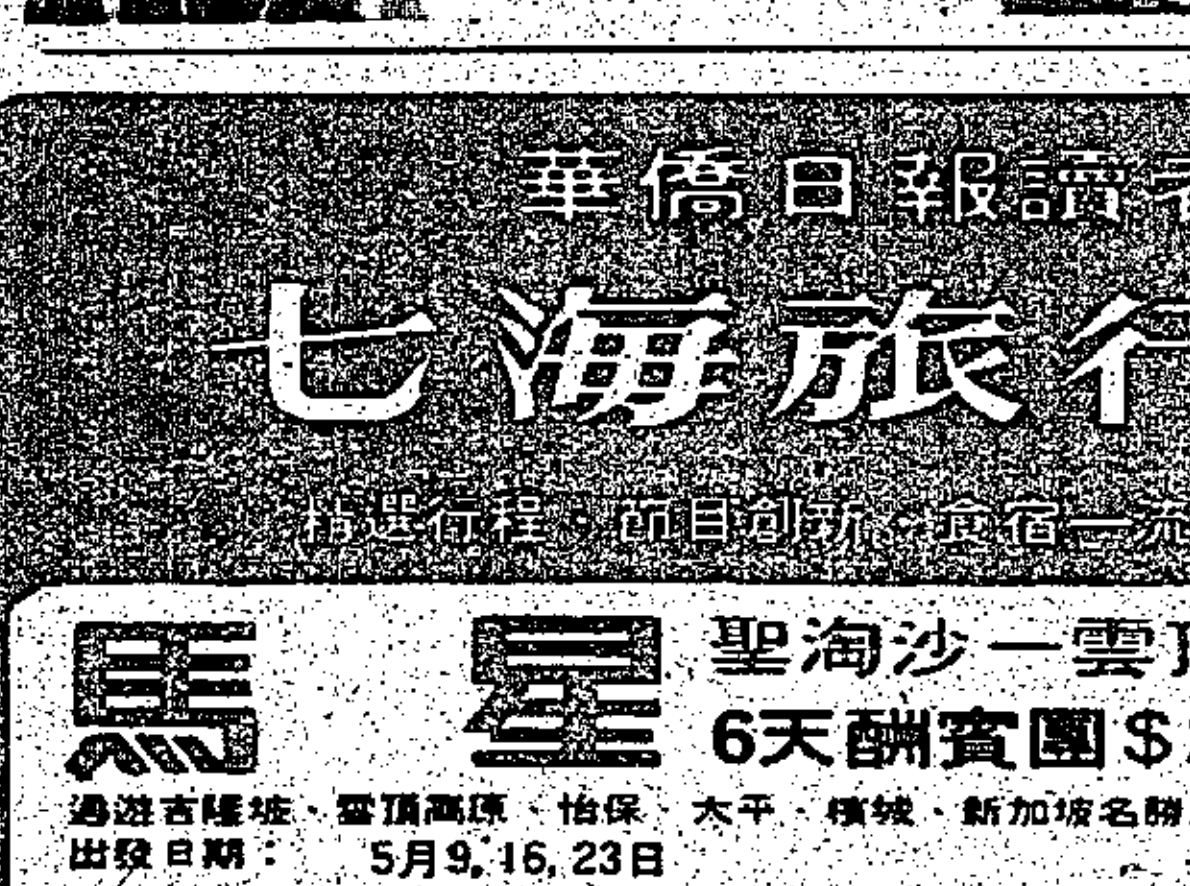 華僑日報讀
七海旅行
精選行程・節目創新・食宿一流
馬 星
聖淘沙一雲頂
6天酬賓團$
遍遊吉隆坡、雲頂高原、怡保、太平、檳城、新加坡名勝
出發日期： 5月9, 16, 23日